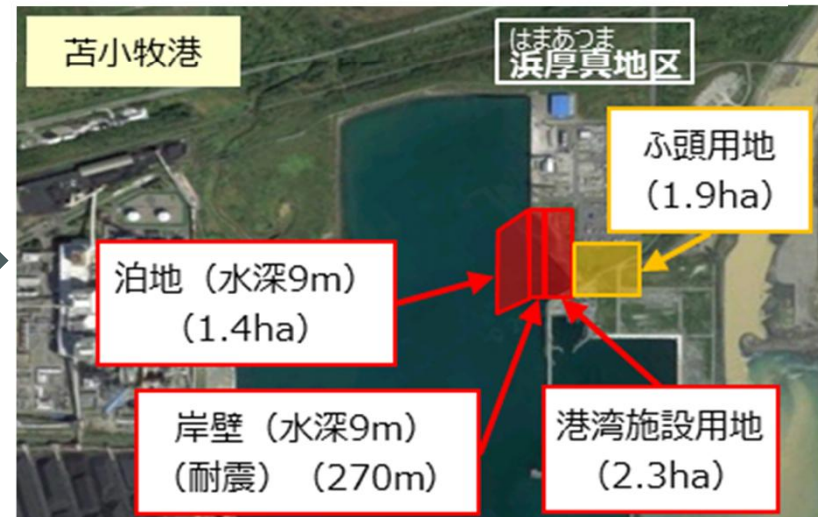 苫小牧港
はまあつま
浜厚真地区
ふ頭用地
（1.9ha）
泊地（水深9m）
（1.4ha）
岸壁（水深9m）
（耐震）（270m）
港湾施設用地
（2.3ha）